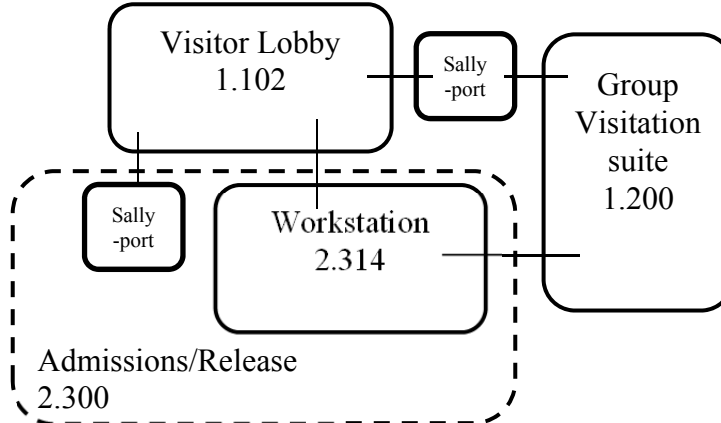 Visitor Lobby
1.102
Sally
-port
Group
Visitation
suite
1.200
Sally
-port
Workstation
2.314
Admissions/Release
2.300